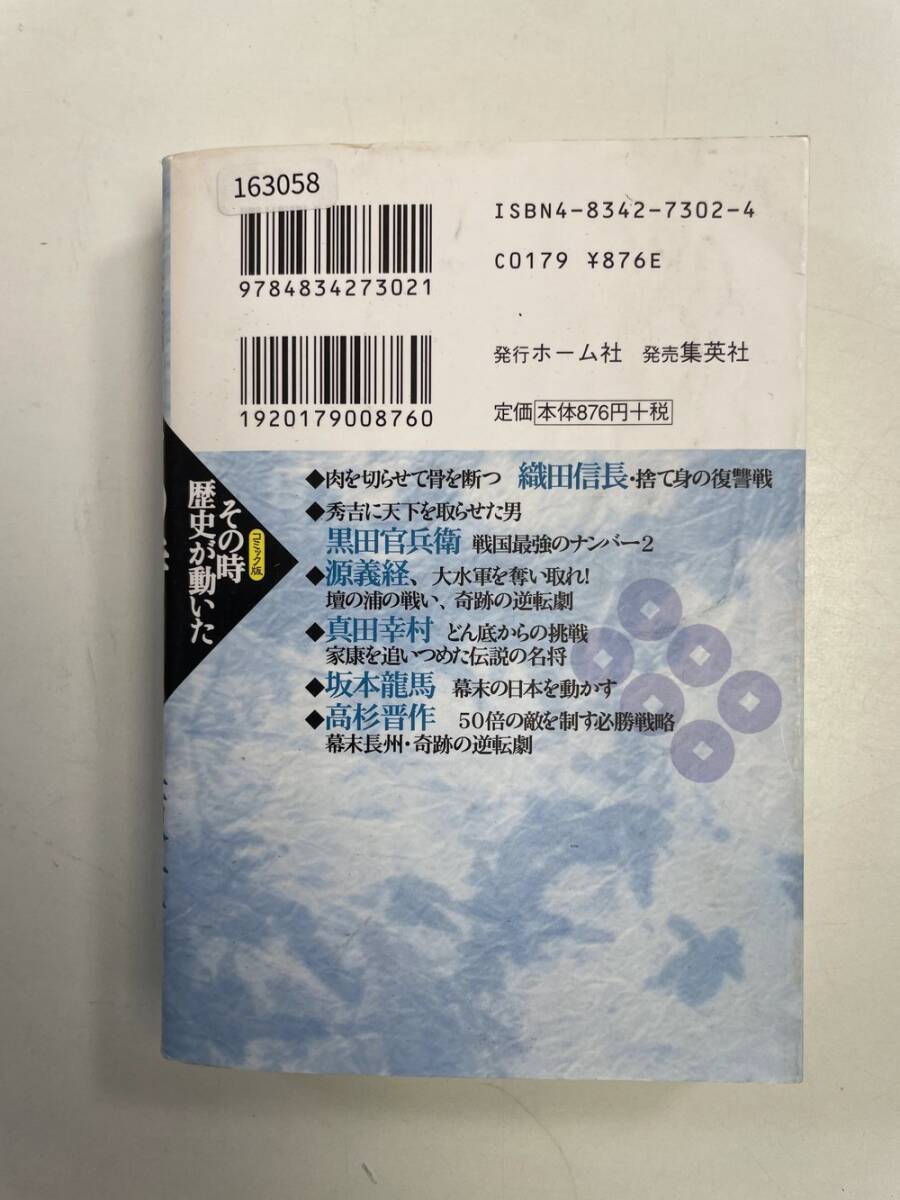 163058
ISBN4-8342-7302-4
9784834273021
C0179 ¥876E
発行ホーム社 発売集英社
1920179008760
定価 本体876円+税
コミック版
その時
歴史が動いた
◆肉を切らせて骨を断つ 織田信長・捨て身の復讐戦
◆秀吉に天下を取らせた男
黒田官兵衛 戦国最強のナンバー2
◆源義経、大水軍を奪い取れ!
壇の浦の戦い、奇跡の逆転劇
◆真田幸村 どん底からの挑戦
家康を追いつめた伝説の名将
◆坂本龍馬 幕末の日本を動かす
◆高杉晋作 50倍の敵を制す必勝戦略
幕末長州・奇跡の逆転劇